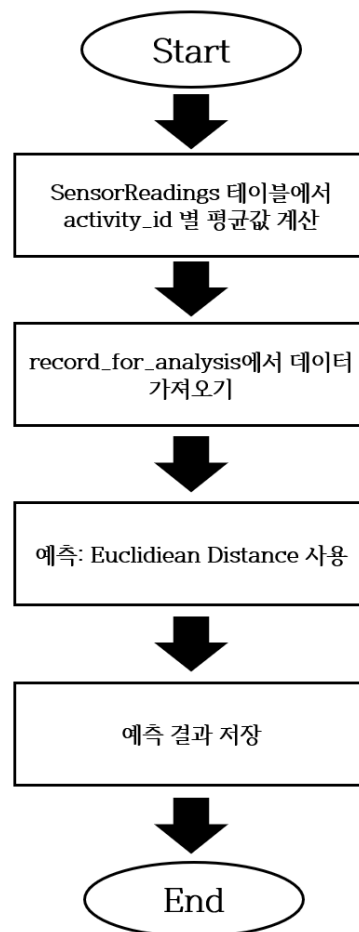 Start
SensorReadings 테이블에서
activity_id 별 평균값 계산
record_for_analysis에서 데이터
가져오기
예측: Euclidiean Distance 사용
예측 결과 저장
End